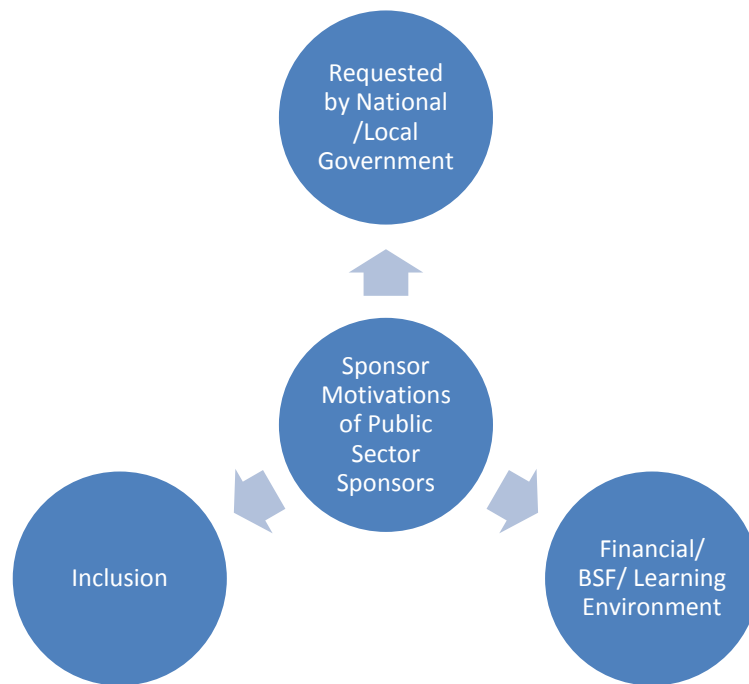 Requested
by National
/Local
Government
Sponsor
Motivations
of Public
Sector
Sponsors
Inclusion
Financial/
BSF/ Learning
Environment